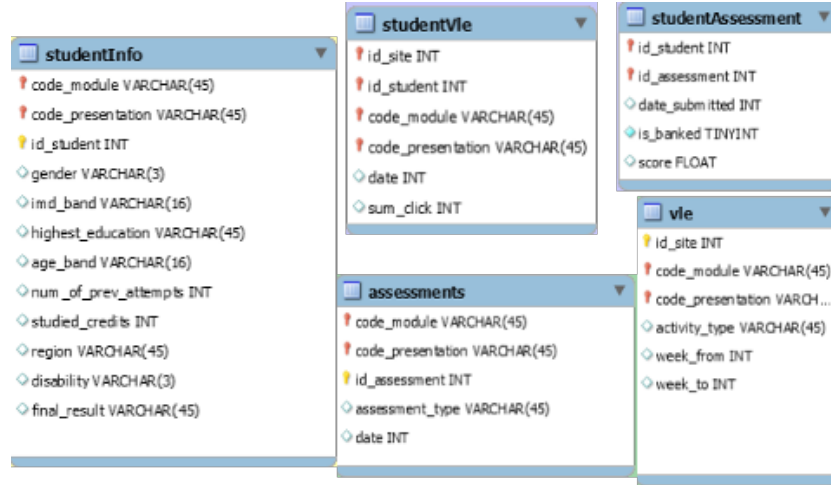 studentInfo
code_module VARCHAR(45)
code_presentation VARCHAR(45)
id_student INT
gender VARCHAR(3)
imd_band VARCHAR(16)
highest_education VARCHAR(45)
age_band VARCHAR(16)
num_of_prev_attempts INT
studied_credits INT
region VARCHAR(45)
disability VARCHAR(3)
final_result VARCHAR(45)
studentVle
id_site INT
id_student INT
code_module VARCHAR(45)
code_presentation VARCHAR(45)
date INT
sum_click INT
studentAssessment
id_student INT
id_assessment INT
date_submitted INT
is_banked TINYINT
score FLOAT
assessments
code_module VARCHAR(45)
code_presentation VARCHAR(45)
id_assessment INT
assessment_type VARCHAR(45)
date INT
vle
id_site INT
code_module VARCHAR(45)
code_presentation VARCH...
activity_type VARCHAR(45)
week_from INT
week_to INT